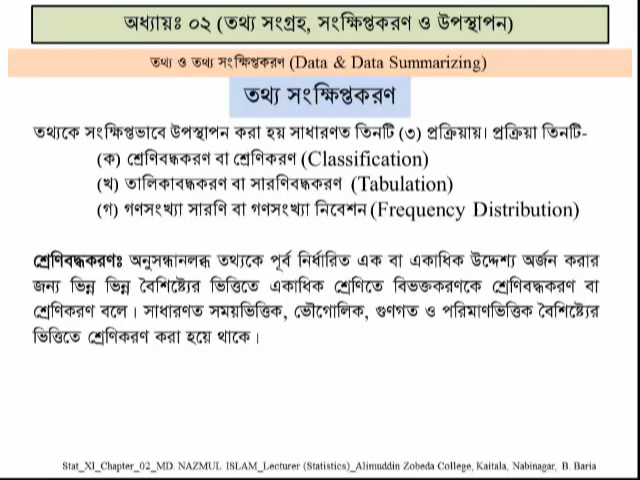 অধ্যায়ঃ ০২ (তথ্য সংগ্রহ, সংক্ষিপ্তকরণ ও উপস্থাপন)
তথ্য ও তথ্য সংক্ষিপ্তকরণ (Data & Data Summarizing)
তথ্য সংক্ষিপ্তকরণ
তথ্যকে সংক্ষিপ্তভাবে উপস্থাপন করা হয় সাধারণত তিনটি (৩) প্রক্রিয়ায়। প্রক্রিয়া তিনটি-
(ক) শ্রেণিবদ্ধকরণ বা শ্রেণিকরণ (Classification)
(খ) তালিকাবদ্ধকরণ বা সারণিবদ্ধকরণ (Tabulation)
(গ) গণসংখ্যা সারণি বা গণসংখ্যা নিবেশন (Frequency Distribution)
শ্রেণিবদ্ধকরণঃ অনুসন্ধানলব্ধ তথ্যকে পূর্ব নির্ধারিত এক বা একাধিক উদ্দেশ্য অর্জন করার
জন্য ভিন্ন ভিন্ন বৈশিষ্ট্যের ভিত্তিতে একাধিক শ্রেণিতে বিভক্তকরণকে শ্রেণিবদ্ধকরণ বা
শ্রেণিকরণ বলে। সাধারণত সময়ভিত্তিক, ভৌগোলিক, গুণগত ও পরিমাণভিত্তিক বৈশিষ্ট্যের
ভিত্তিতে শ্রেণিকরণ করা হয়ে থাকে।
Stat_XI_Chapter_02_MD. NAZMUL ISLAM_Lecturer (Statistics)_Alimuddin Zobeda College, Kaitala, Nabinagar, B. Baria